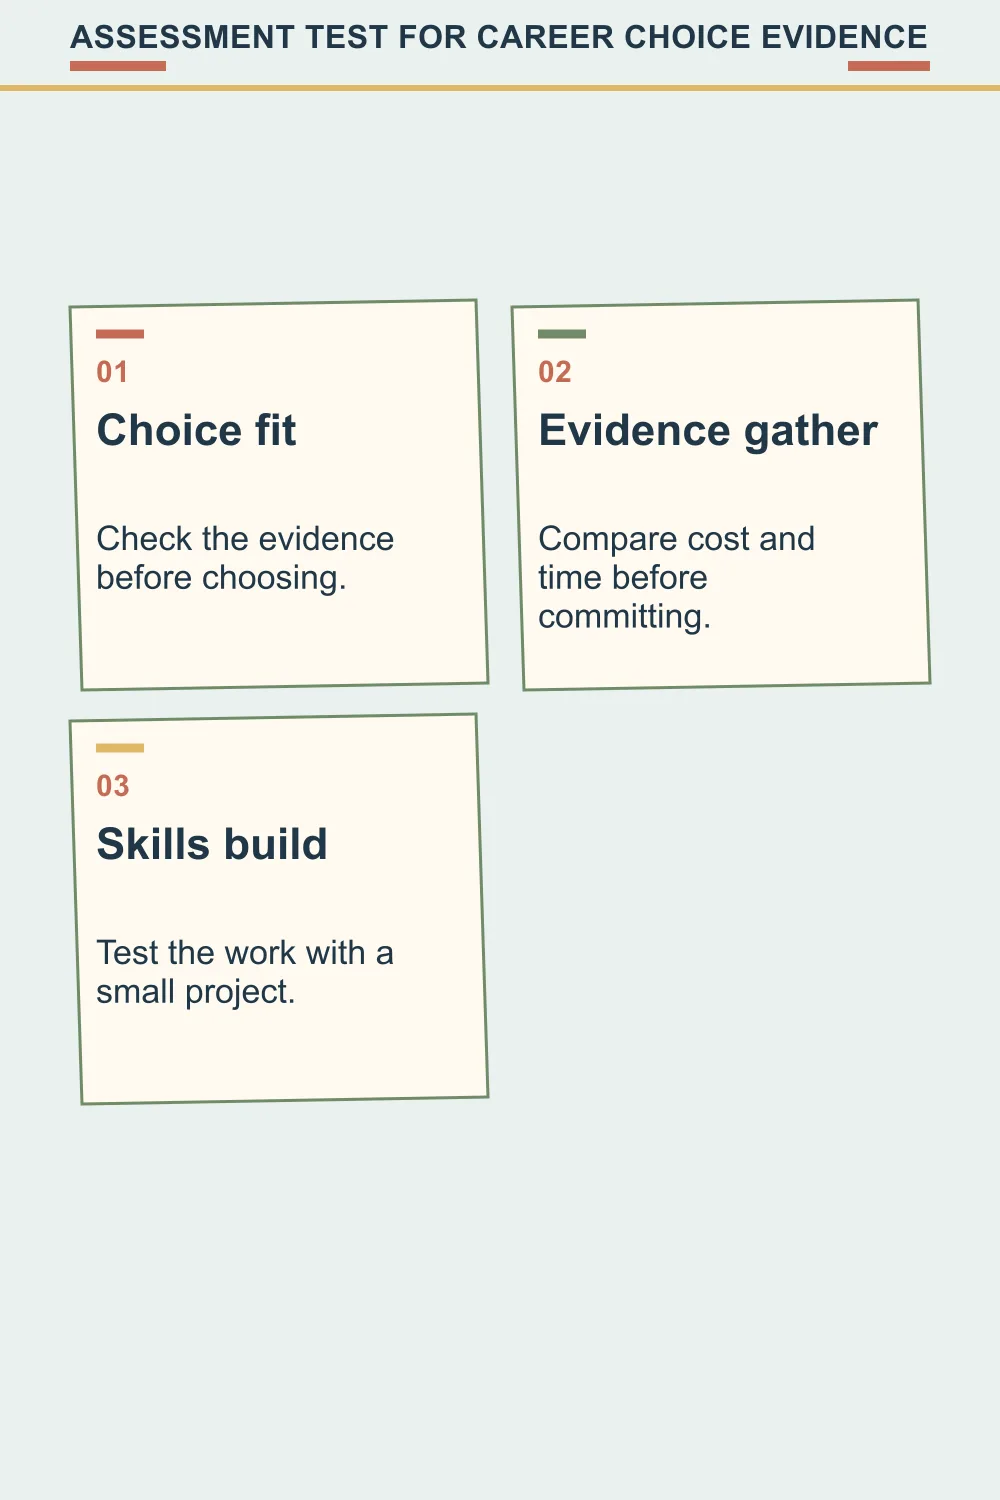 ASSESSMENT TEST FOR CAREER CHOICE EVIDENCE
01
Choice fit
Check the evidence
before choosing.
02
Evidence gather
Compare cost and
time before
committing.
03
Skills build
Test the work with a
small project.